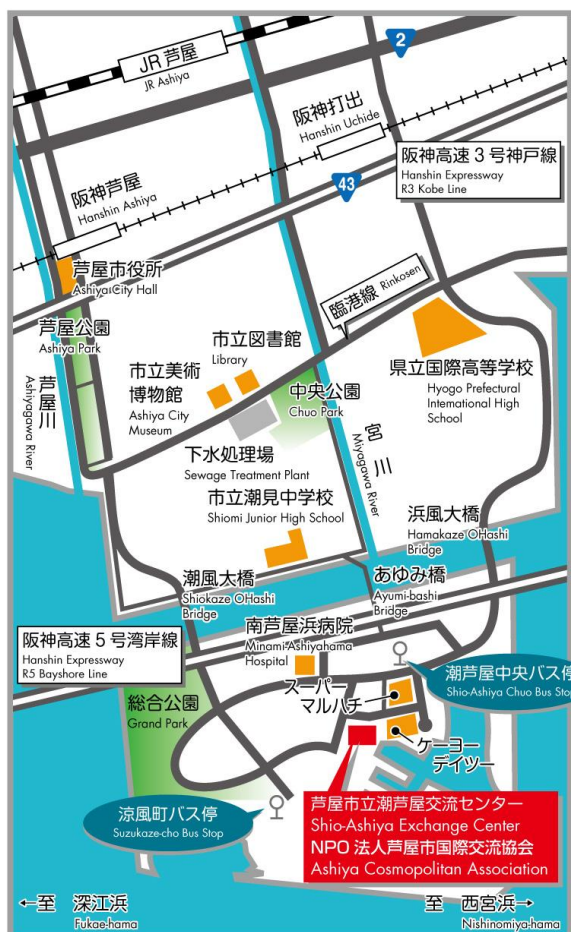 JR芦屋
JR Ashiya
2
阪神打出
Hanshin Uchide
阪神高速3号神戸線
Hanshin Expressway
R3 Kobe Line
43
阪神芦屋
Hanshin Ashiya
芦屋市役所
Ashiya City Hall
芦屋公園
Ashiya Park
臨港線 Rinkosen
市立図書館
Library
市立美術
博物館
Ashiya City
Museum
中央公園
Chuo Park
県立国際高等学校
Hyogo Prefectural
International High
School
芦屋川
Ashiyagawa River
下水処理場
Sewage Treatment Plant
宮川
Miyagawa River
市立潮見中学校
Shiomi Junior High School
浜風大橋
Hamakaze OHashi
Bridge
潮風大橋
Shiokaze OHashi
Bridge
あゆみ橋
Ayumi-bashi
Bridge
阪神高速5号湾岸線
Hanshin Expressway
R5 Bayshore Line
南芦屋浜病院
Minami-Ashiyahama
Hospital
潮芦屋中央バス停
Shio-Ashiya Chuo Bus Stop
総合公園
Grand Park
スーパー
マルハチ
ケーヨー
デイツー
涼風町バス停
Suzukaze-cho Bus Stop
芦屋市立潮芦屋交流センター
Shio-Ashiya Exchange Center
NPO法人芦屋市国際交流協会
Ashiya Cosmopolitan Association
←至 深江浜
Fukae-hama
至 西宮浜→
Nishinomiya-hama